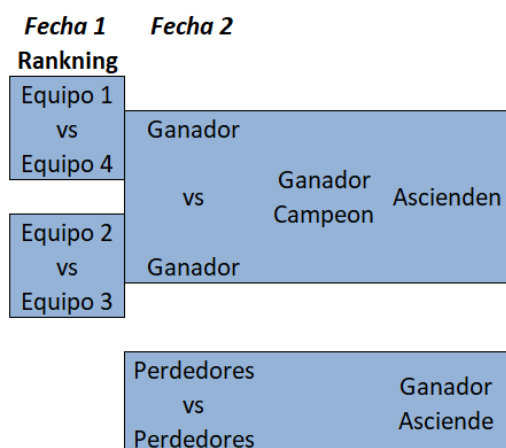 Fecha 1 Fecha 2
Rankning
Equipo 1
vs
Equipo 4
Equipo 2
vs
Equipo 3
Ganador
vs
Ganador
Ganador
Campeon
Ascienden
Perdedores
vs
Perdedores
Ganador
Asciende